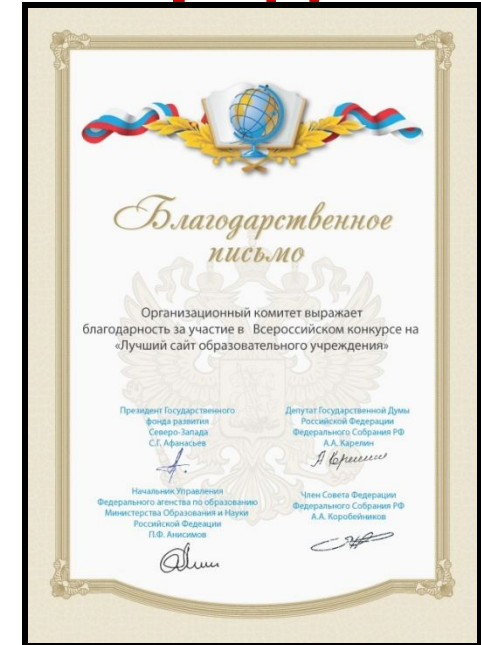 Благодарственное
письмо
Организационный комитет выражает
благодарность за участие в Всероссийском конкурсе на
«Лучший сайт образовательного учреждения»
Президент Государственного
фонда развития
Северо-Запада
С.Г. Афанасьев
Депутат Государственной Думы
Российской Федерации
Федерального Собрания РФ
А.А. Карелин
Начальник Управления
Федерального агенства по образованию
Министерства Образования и Науки
Российской Федеации
П.Ф. Анисимов
Член Совета Федерации
Федерального Собрания РФ
А.А. Коробейников